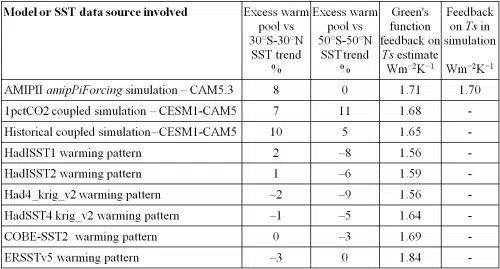 Model or SST data source involved
Excess warm pool vs 30°S-30°N SST trend %
Excess warm pool vs 50°S-50°N SST trend %
Green's function feedback on Ts estimate Wm−2K−1
Feedback on Ts in simulation Wm−2K−1
AMIPII amipPiForcing simulation – CAM5.3 8 0 1.71 1.70
1pctCO2 coupled simulation – CESM1-CAM5 7 11 1.68 -
Historical coupled simulation–CESM1-CAM5 10 5 1.65 -
HadISST1 warming pattern 2 −8 1.56 -
HadISST2 warming pattern 1 −6 1.59 -
Had4_krig_v2 warming pattern −2 −9 1.56 -
HadSST4 krig_v2 warming pattern −1 −5 1.64 -
COBE-SST2 warming pattern 0 −3 1.69 -
ERSSTv5 warming pattern −3 0 1.84 -